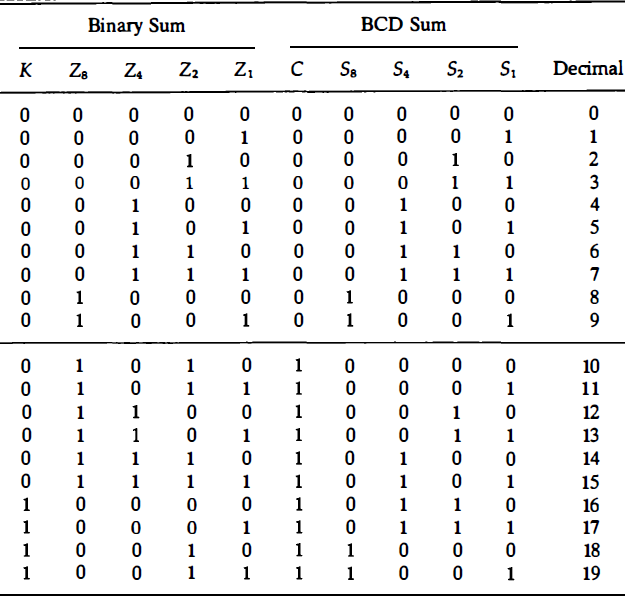 Binary Sum BCD Sum
K Z₈ Z₄ Z₂ Z₁ C S₈ S₄ S₂ S₁ Decimal
0 0 0 0 0 0 0 0 0 0 0
0 0 0 0 1 0 0 0 0 1 1
0 0 0 1 0 0 0 0 1 0 2
0 0 0 1 1 0 0 0 1 1 3
0 0 1 0 0 0 0 1 0 0 4
0 0 1 0 1 0 0 1 0 1 5
0 0 1 1 0 0 0 1 1 0 6
0 0 1 1 1 0 0 1 1 1 7
0 1 0 0 0 0 1 0 0 0 8
0 1 0 0 1 0 1 0 0 1 9
0 1 0 1 0 1 0 0 0 0 10
0 1 0 1 1 1 0 0 0 1 11
0 1 1 0 0 1 0 0 1 0 12
0 1 1 0 1 1 0 0 1 1 13
0 1 1 1 0 1 0 1 0 0 14
0 1 1 1 1 1 0 1 0 1 15
1 0 0 0 0 1 0 1 1 0 16
1 0 0 0 1 1 0 1 1 1 17
1 0 0 1 0 1 1 0 0 0 18
1 0 0 1 1 1 1 0 0 1 19